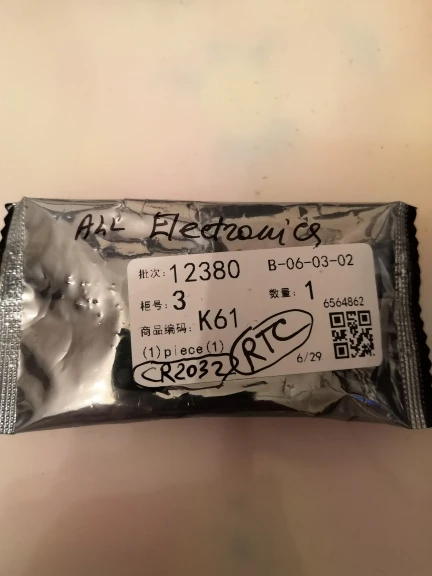 All Electronics
批次: 12380 B-06-03-02
柜号: 3 数量: 1
商品编码: K61 6564862
(1)piece(1) RTC
CR2032 6/29